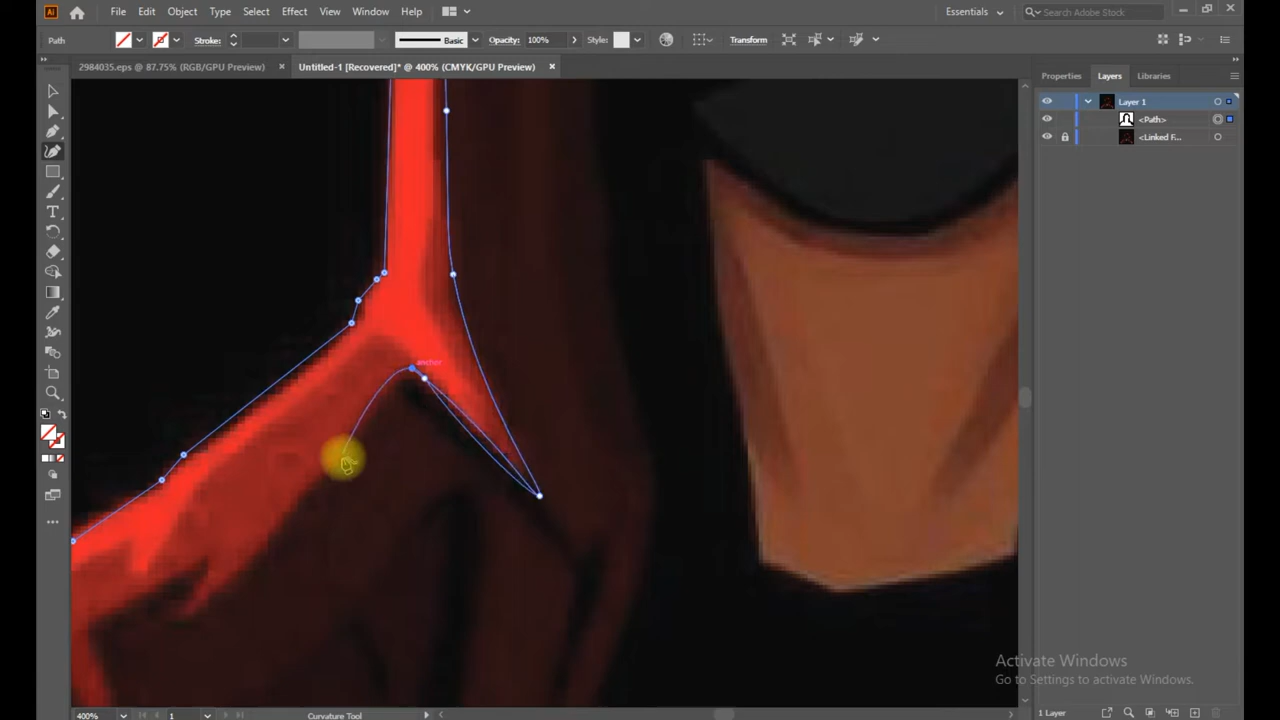 Ai File Edit Object Type Select Effect View Window Help Essentials Search Adobe Stock
Path Stroke: Basic Opacity: 100% Style: Transform
2984035.eps @ 87.75% (RGB/GPU Preview) Untitled-1 [Recovered]* @ 400% (CMYK/GPU Preview)
Properties Layers Libraries
Layer 1
<Path>
<Linked F...
anchor
Activate Windows
Go to Settings to activate Windows.
400% 1 Curvature Tool 1 Layer